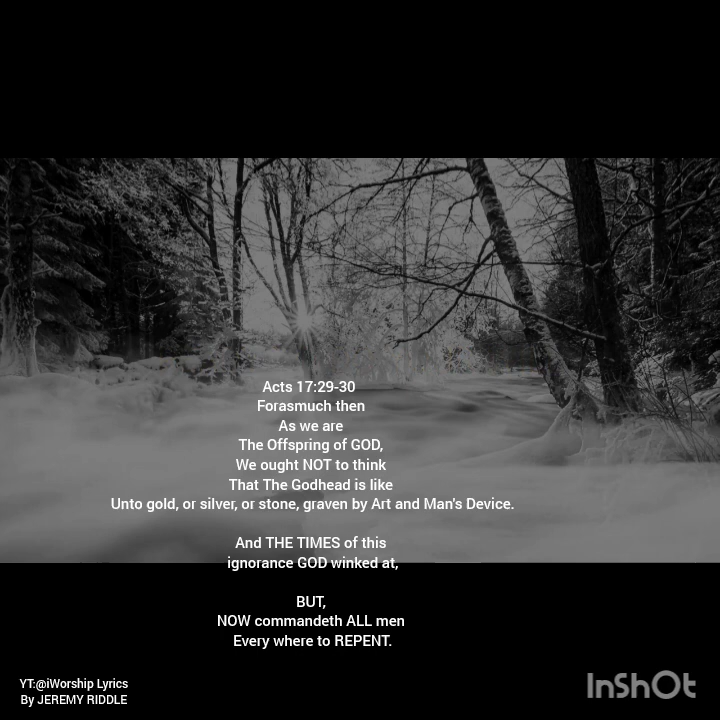 Acts 17:29-30
Forasmuch then
As we are
The Offspring of GOD,
We ought NOT to think
That The Godhead is like
Unto gold, or silver, or stone, graven by Art and Man's Device.
And THE TIMES of this
ignorance GOD winked at,
BUT,
NOW commandeth ALL men
Every where to REPENT.
YT:@iWorship Lyrics
By JEREMY RIDDLE
InShOt